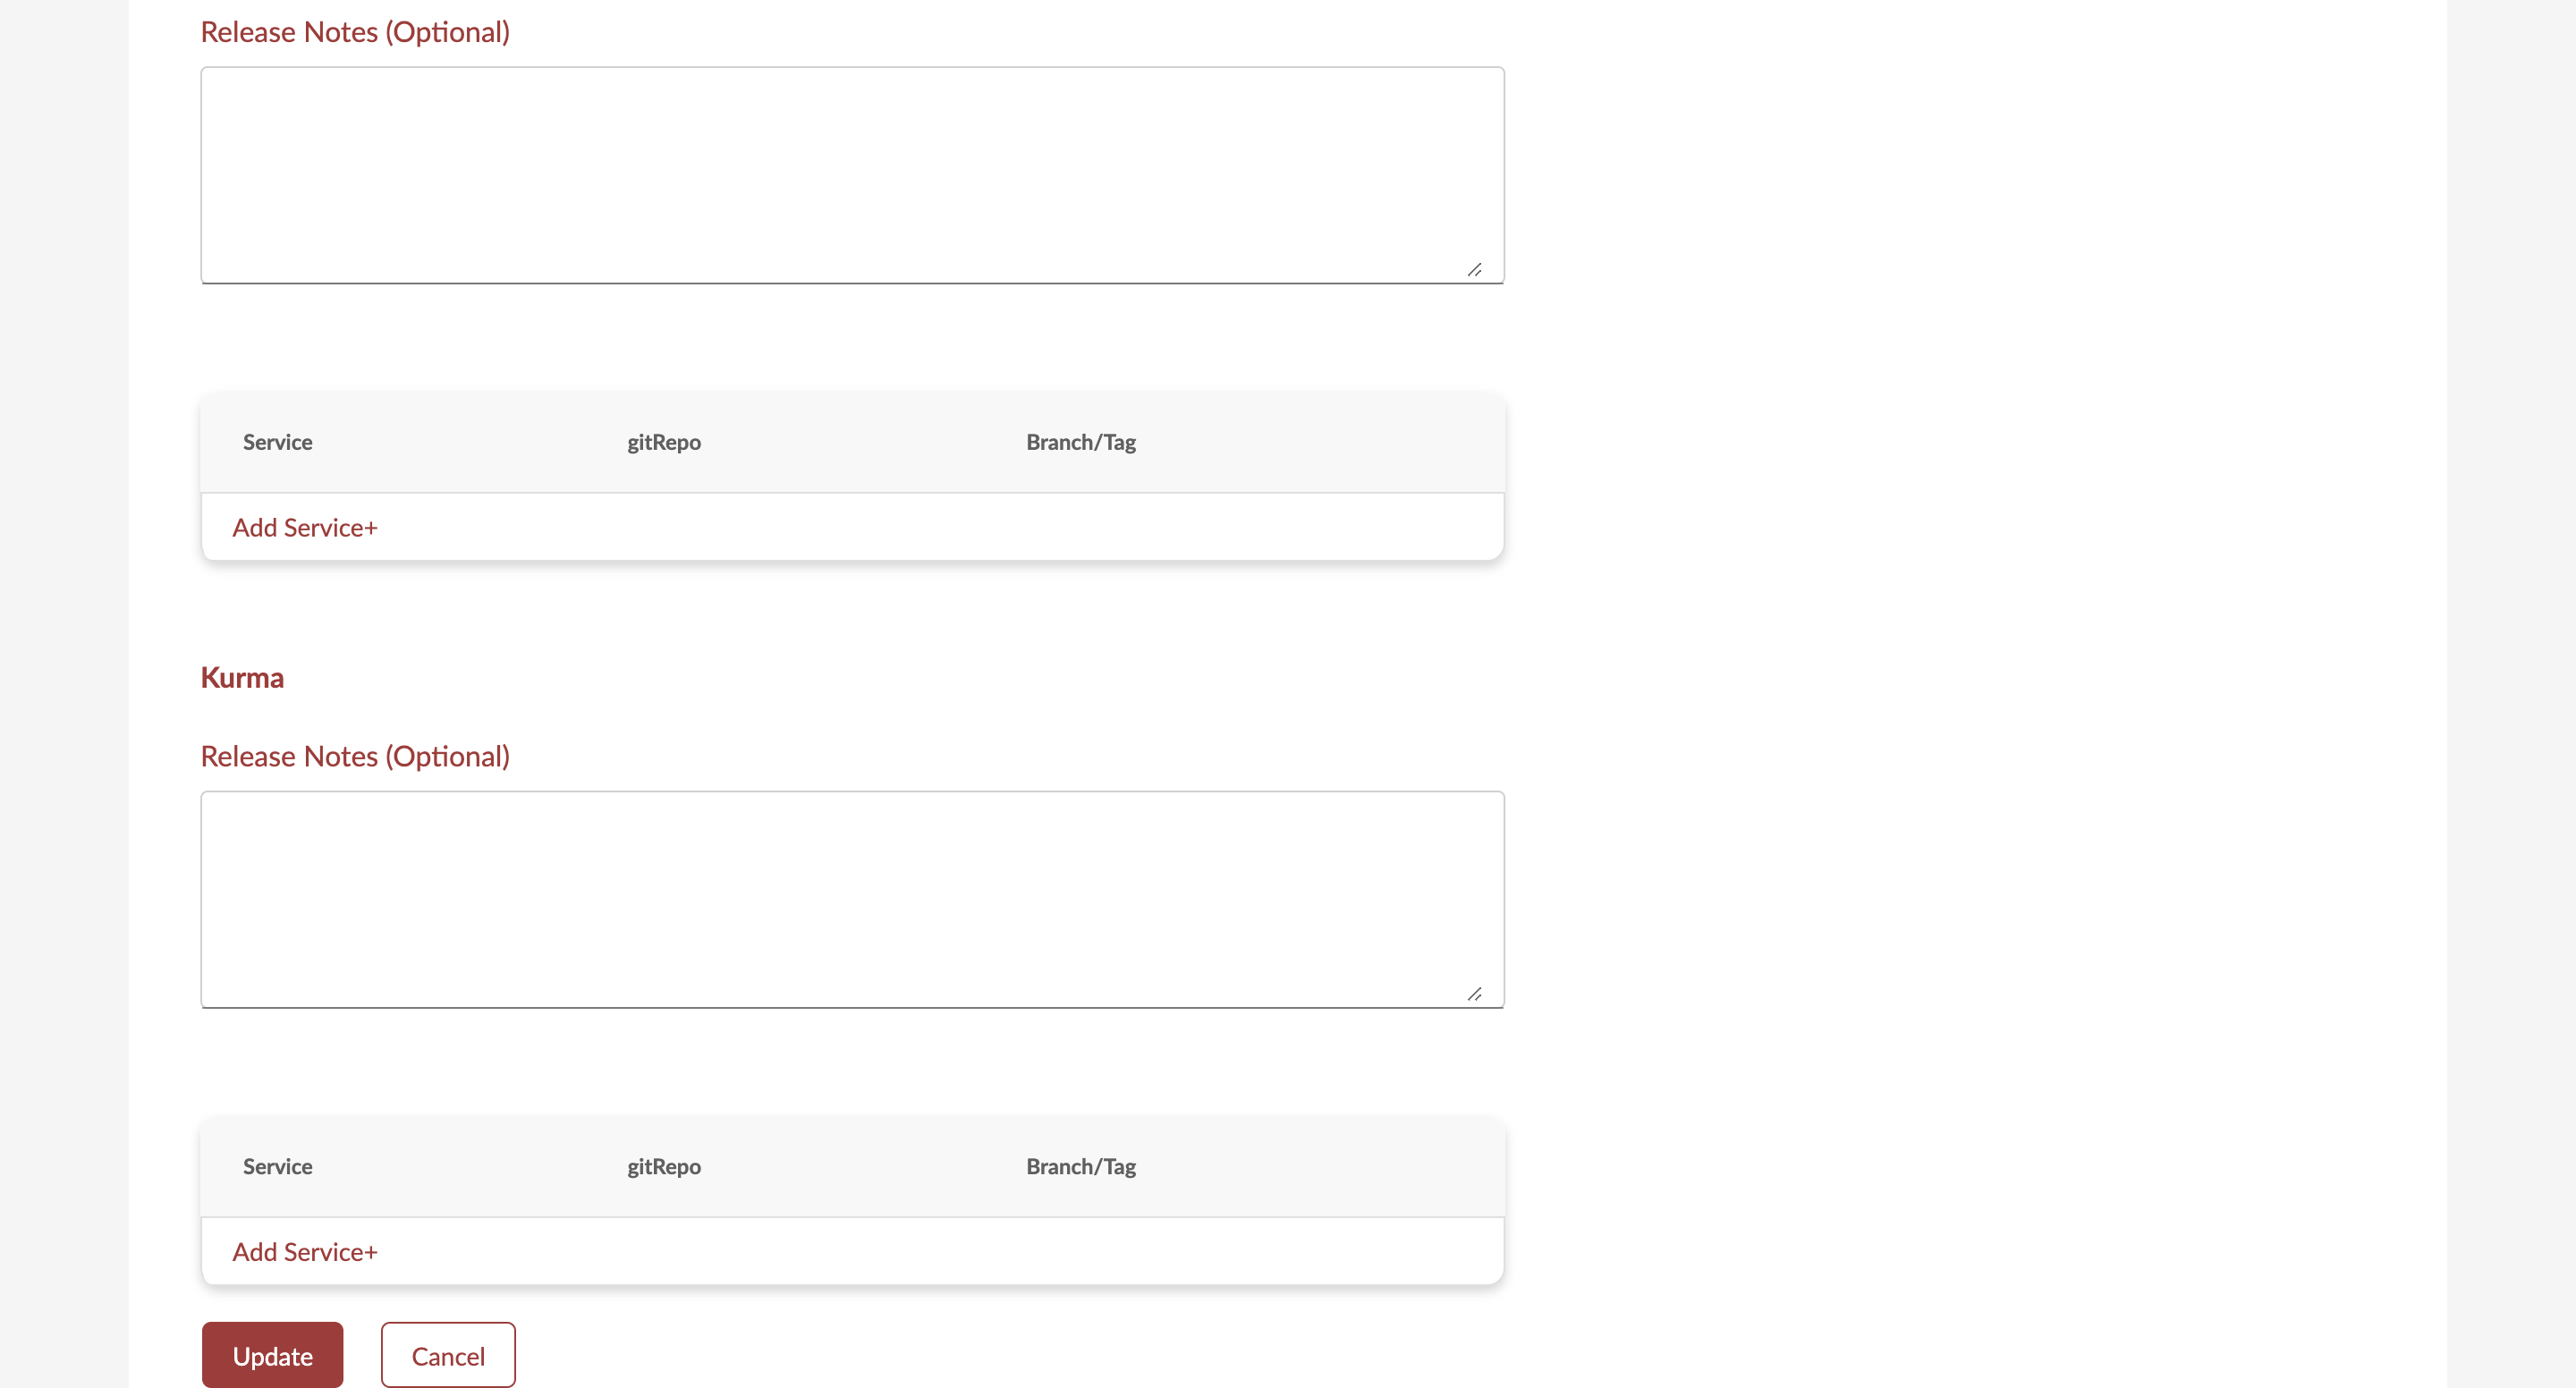 Release Notes (Optional)
Service gitRepo Branch/Tag
Add Service+
Kurma
Release Notes (Optional)
Service gitRepo Branch/Tag
Add Service+
Update Cancel